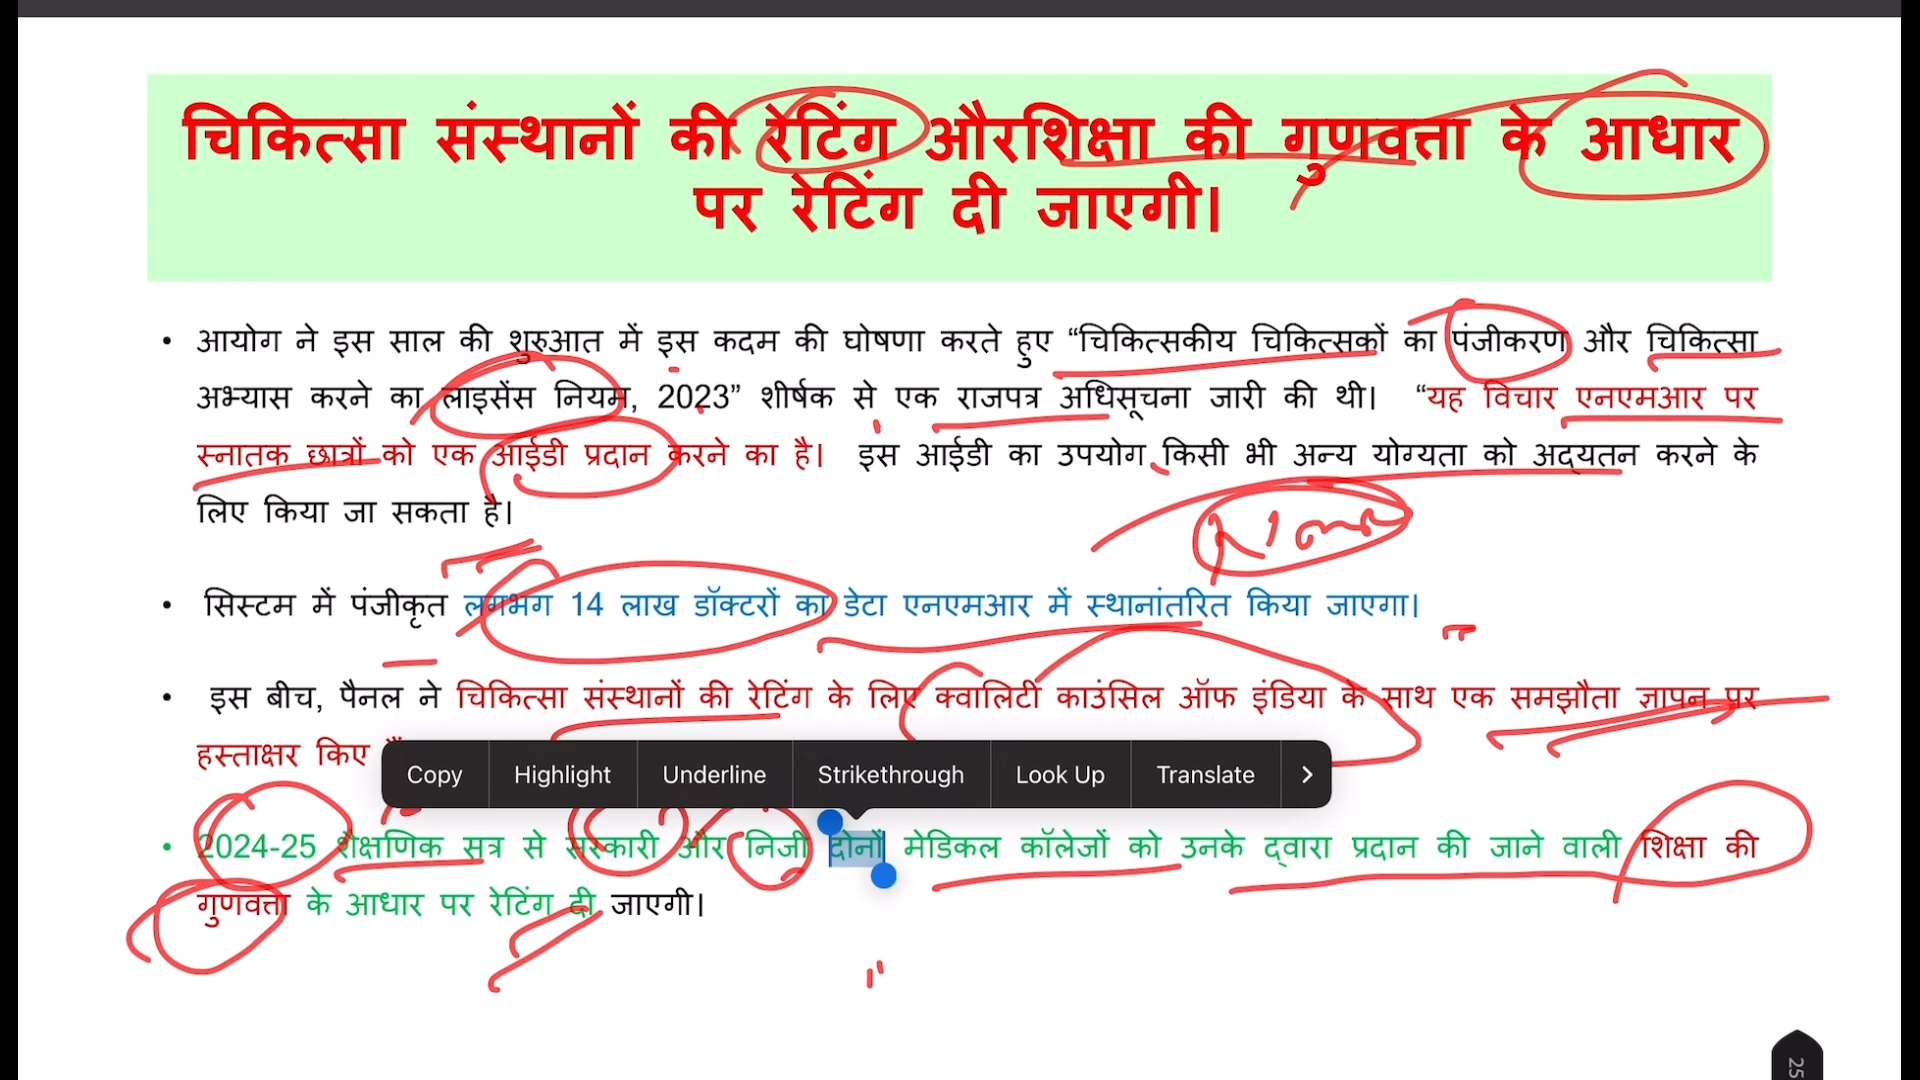 चिकित्सा संस्थानों की रेटिंग औरशिक्षा की गुणवत्ता के आधार
पर रेटिंग दी जाएगी।
• आयोग ने इस साल की शुरुआत में इस कदम की घोषणा करते हुए “चिकित्सकीय चिकित्सकों का पंजीकरण और चिकित्सा
अभ्यास करने का लाइसेंस नियम, 2023” शीर्षक से एक राजपत्र अधिसूचना जारी की थी। “यह विचार एनएमआर पर
स्नातक छात्रों को एक आईडी प्रदान करने का है। इस आईडी का उपयोग किसी भी अन्य योग्यता को अद्यतन करने के
लिए किया जा सकता है।
• सिस्टम में पंजीकृत लगभग 14 लाख डॉक्टरों का डेटा एनएमआर में स्थानांतरित किया जाएगा।
• इस बीच, पैनल ने चिकित्सा संस्थानों की रेटिंग के लिए क्वालिटी काउंसिल ऑफ इंडिया के साथ एक समझौता ज्ञापन पर
हस्ताक्षर किए
Copy Highlight Underline Strikethrough Look Up Translate
• 2024-25 शैक्षणिक सत्र से सरकारी और निजी दोनों मेडिकल कॉलेजों को उनके द्वारा प्रदान की जाने वाली शिक्षा की
गुणवत्ता के आधार पर रेटिंग दी जाएगी।
25